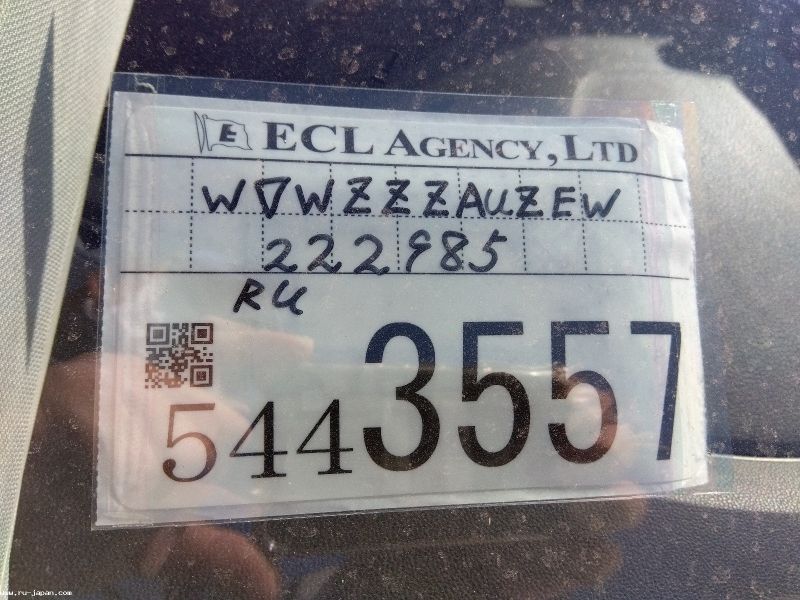 E ECL AGENCY, LTD
WVWZZZAUZEW
222985
RU
5443557
www.ru-japan.com